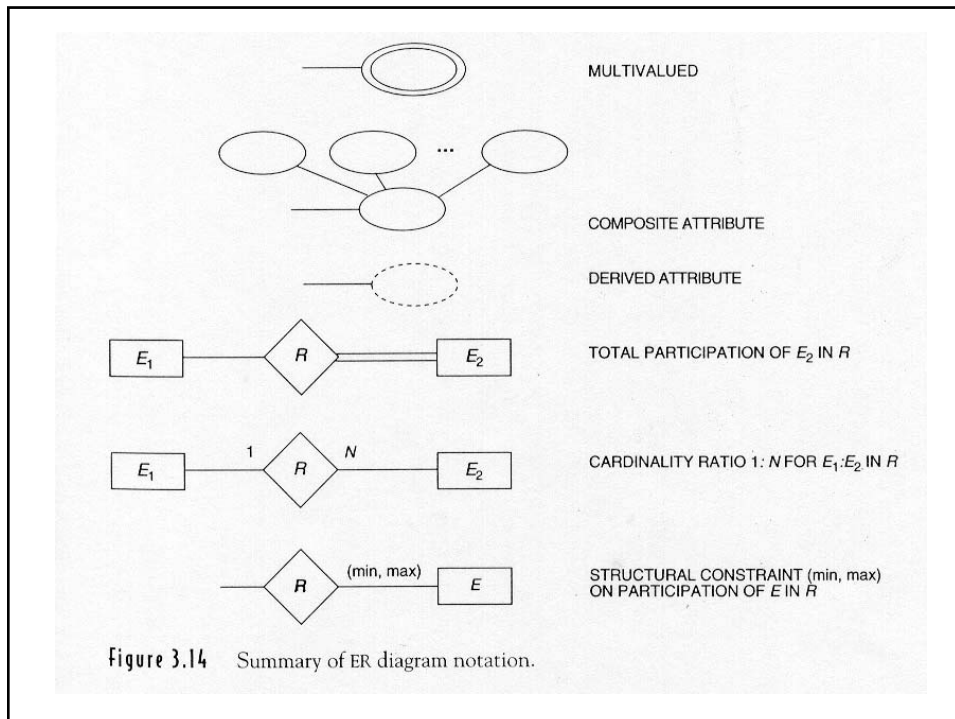 MULTIVALUED
...
COMPOSITE ATTRIBUTE
DERIVED ATTRIBUTE
E₁ R E₂ TOTAL PARTICIPATION OF E₂ IN R
E₁ 1 R N E₂ CARDINALITY RATIO 1: N FOR E₁:E₂ IN R
R (min, max) E STRUCTURAL CONSTRAINT (min, max)
ON PARTICIPATION OF E IN R
Figure 3.14 Summary of ER diagram notation.